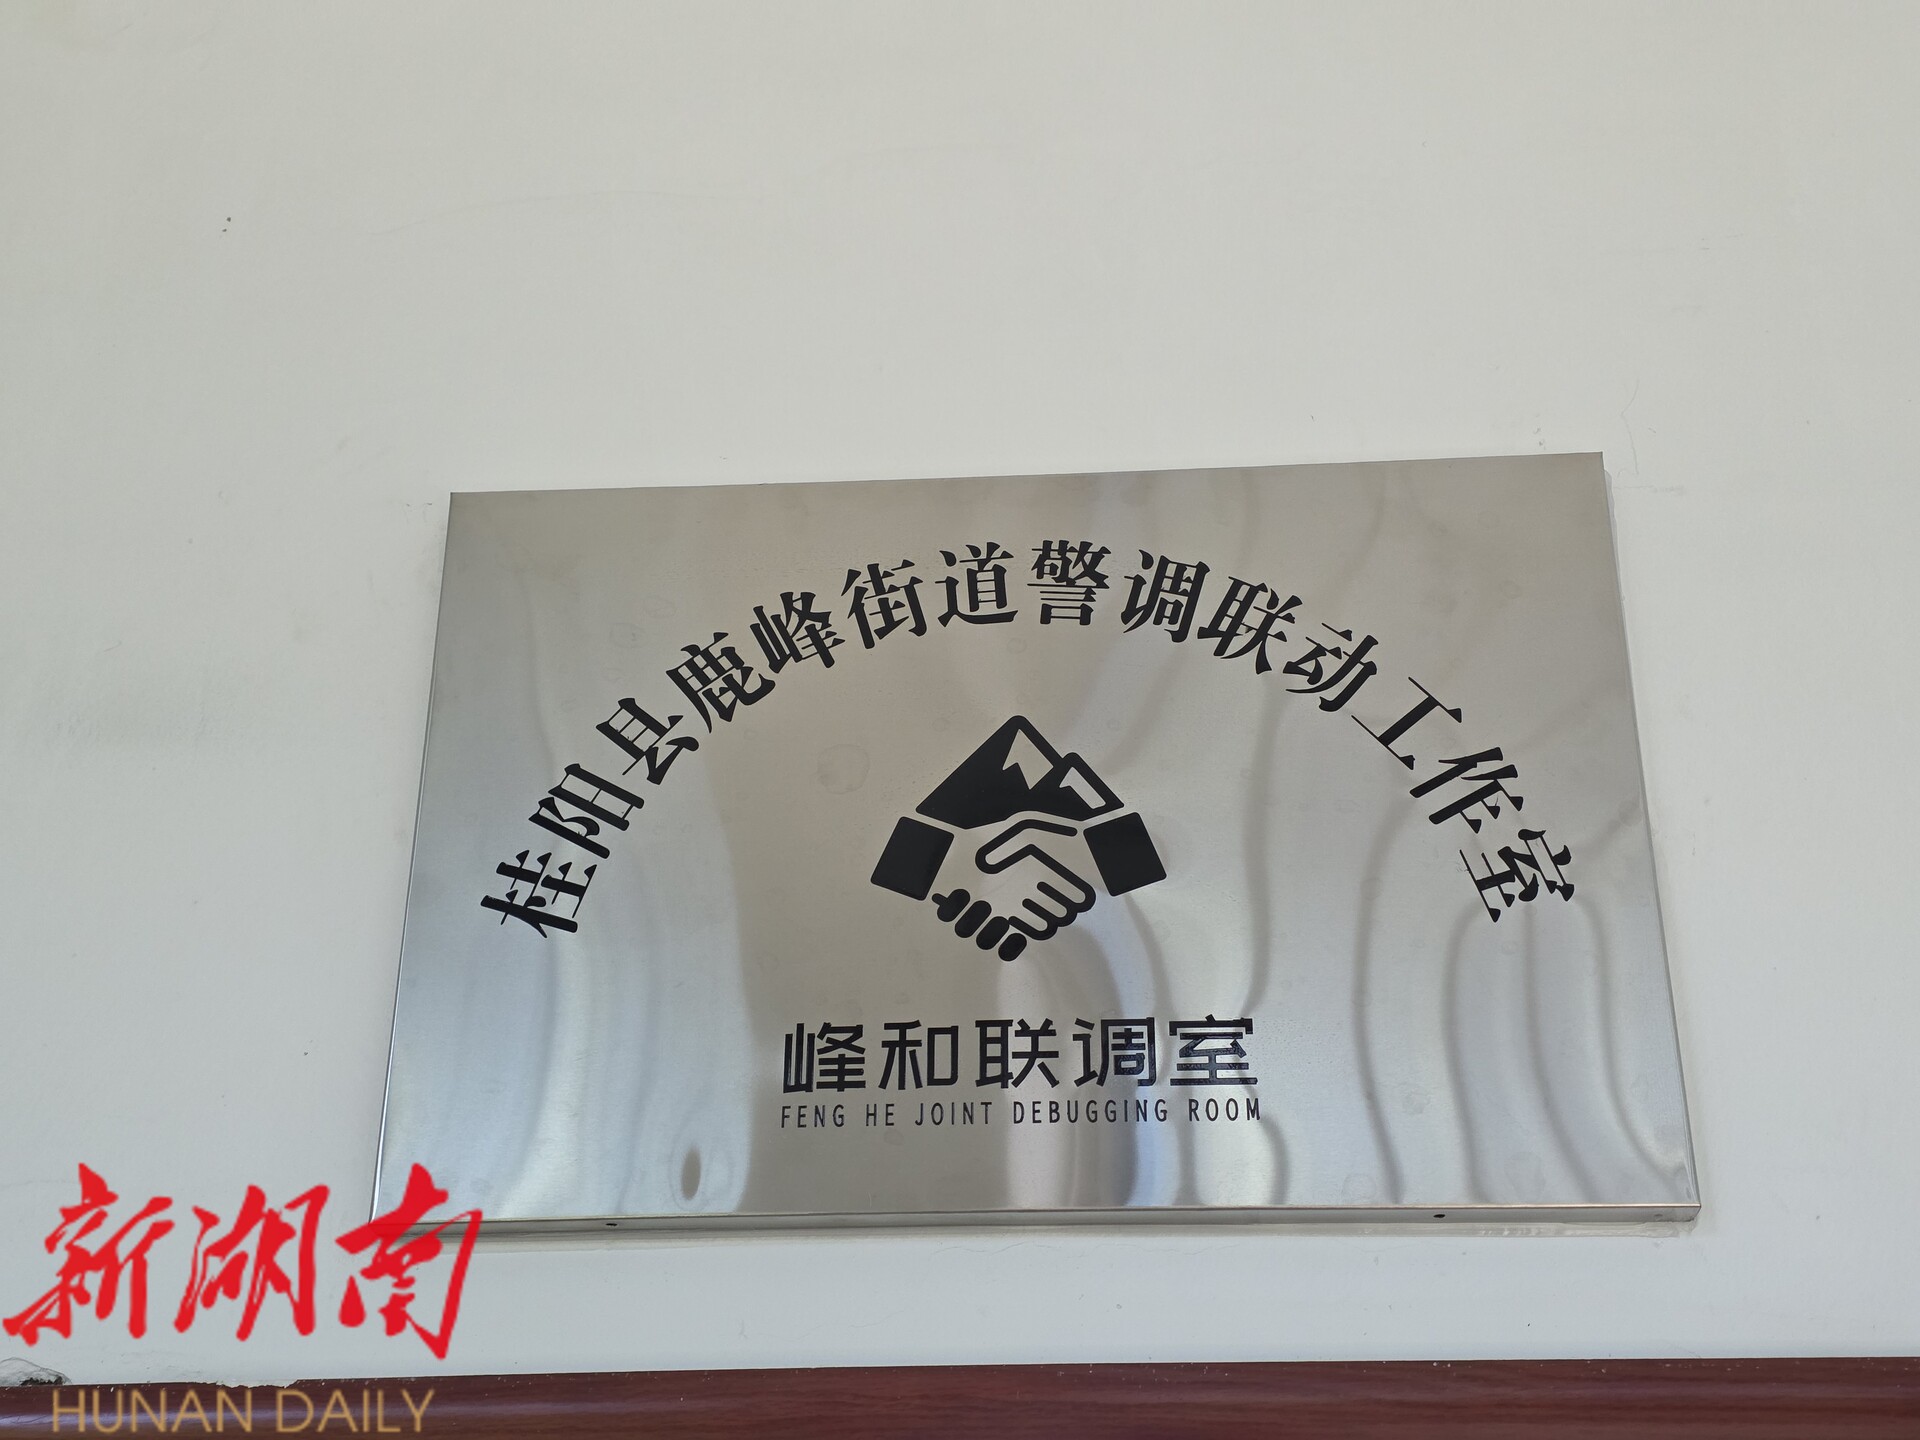 桂阳县鹿峰街道警调联动工作室
峰和联调室
FENG HE JOINT DEBUGGING ROOM
新湖南
HUNAN DAILY